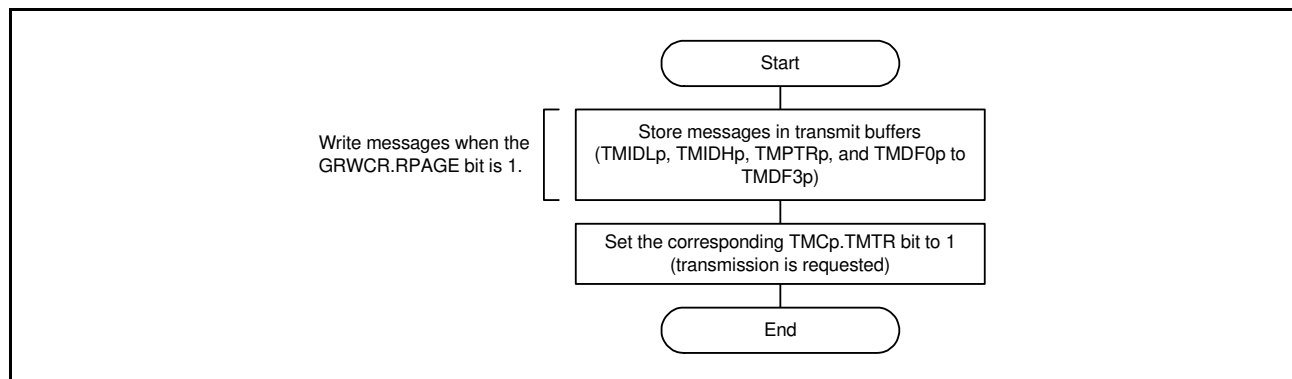 Start
Write messages when the
GRWCR.RPAGE bit is 1.
Store messages in transmit buffers
(TMIDLp, TMIDHp, TMPTRp, and TMDF0p to
TMDF3p)
Set the corresponding TMCp.TMTR bit to 1
(transmission is requested)
End